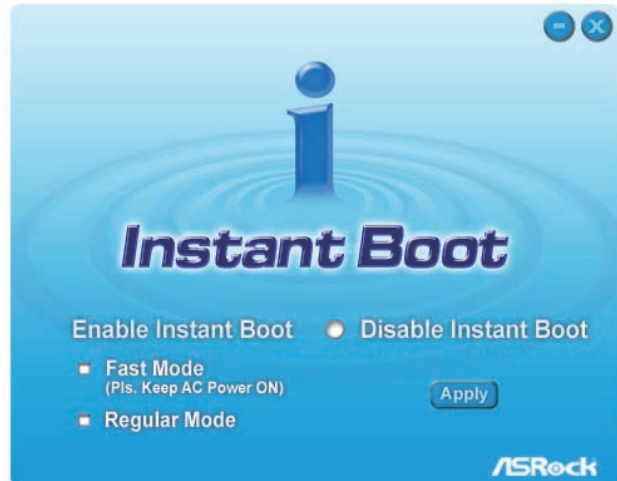 Instant Boot
Enable Instant Boot Disable Instant Boot
Fast Mode
(Pls. Keep AC Power ON)
Apply
Regular Mode
ASRock